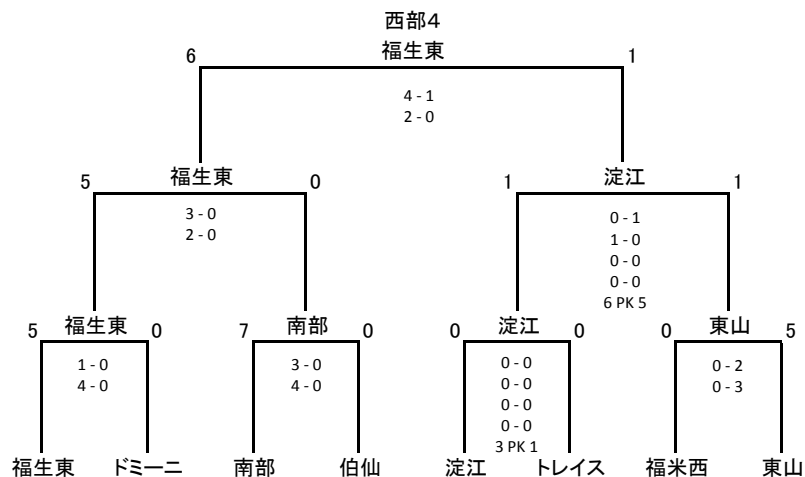 西部４
福生東
6 1
4 - 1
2 - 0
福生東 淀江
5 0 1 1
3 - 0 0 - 1
2 - 0 1 - 0
0 - 0
0 - 0
6 PK 5
福生東 南部 淀江 東山
5 0 7 0 0 0 0 5
1 - 0 3 - 0 0 - 0 0 - 2
4 - 0 4 - 0 0 - 0 0 - 3
0 - 0
0 - 0
3 PK 1
福生東 ドミーニ 南部 伯仙 淀江 トレイス 福米西 東山